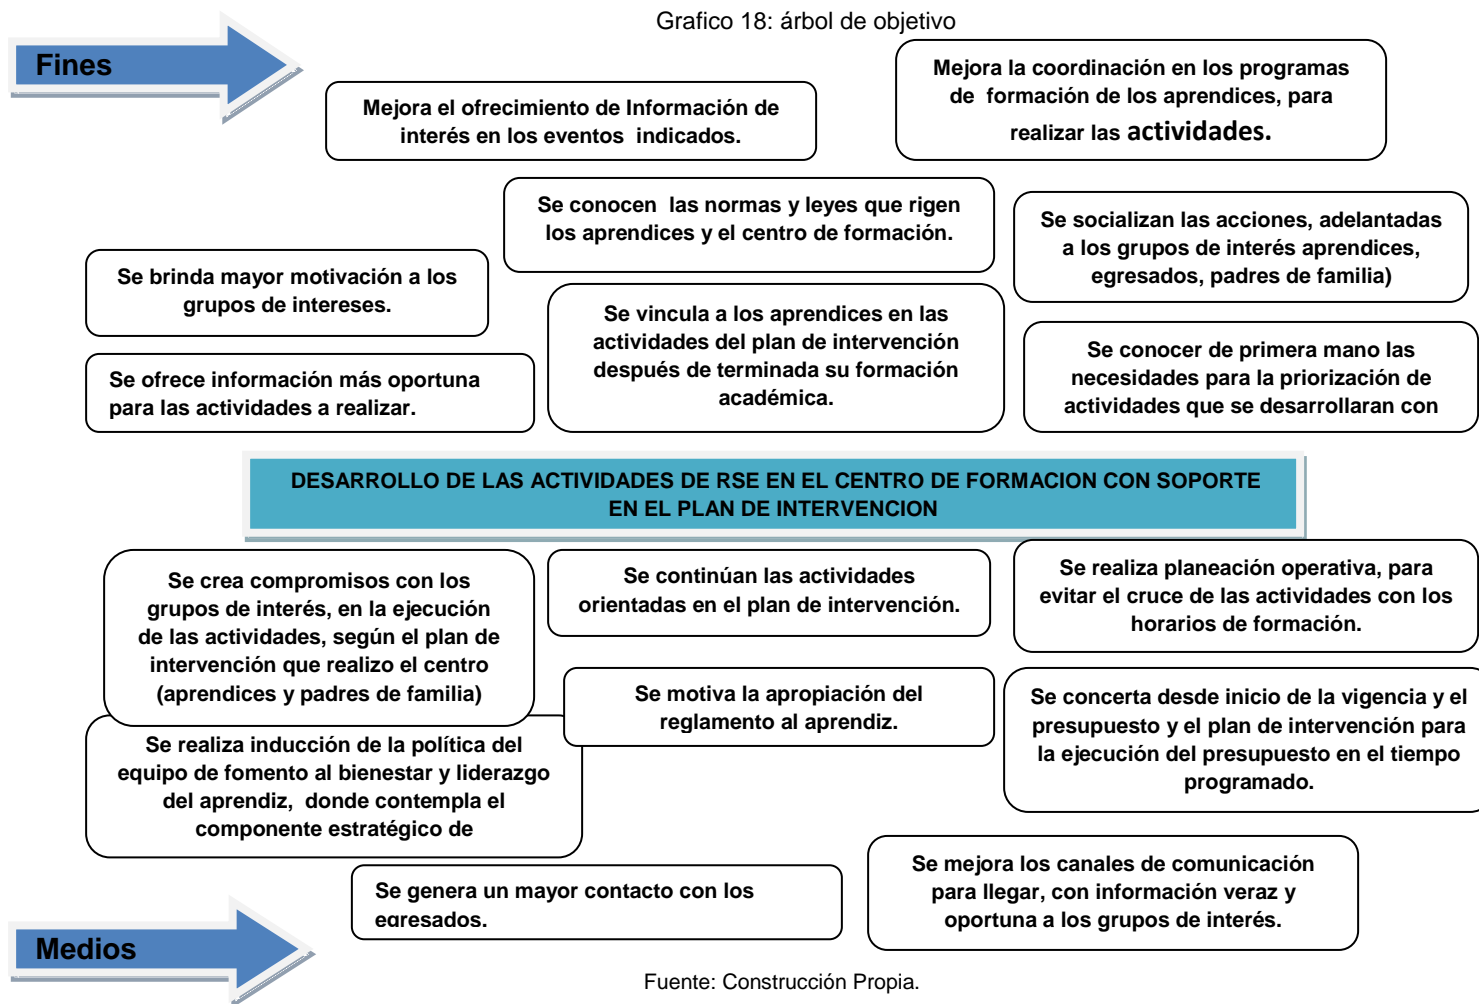 Grafico 18: árbol de objetivo
Fines
Mejora el ofrecimiento de Información de
interés en los eventos  indicados.
Mejora la coordinación en los programas
de  formación de los aprendices, para
realizar las actividades.
Se conocen  las normas y leyes que rigen
los aprendices y el centro de formación.
Se socializan las acciones, adelantadas
a los grupos de interés aprendices,
egresados, padres de familia)
Se brinda mayor motivación a los
grupos de intereses.
Se vincula a los aprendices en las
actividades del plan de intervención
después de terminada su formación
académica.
Se conocer de primera mano las
necesidades para la priorización de
actividades que se desarrollaran con
Se ofrece información más oportuna
para las actividades a realizar.
DESARROLLO DE LAS ACTIVIDADES DE RSE EN EL CENTRO DE FORMACION CON SOPORTE
EN EL PLAN DE INTERVENCION
Se crea compromisos con los
grupos de interés, en la ejecución
de las actividades, según el plan de
intervención que realizo el centro
(aprendices y padres de familia)
Se continúan las actividades
orientadas en el plan de intervención.
Se realiza planeación operativa, para
evitar el cruce de las actividades con los
horarios de formación.
Se motiva la apropiación del
reglamento al aprendiz.
Se concerta desde inicio de la vigencia y el
presupuesto y el plan de intervención para
la ejecución del presupuesto en el tiempo
programado.
Se realiza inducción de la política del
equipo de fomento al bienestar y liderazgo
del aprendiz,  donde contempla el
componente estratégico de
Se genera un mayor contacto con los
egresados.
Se mejora los canales de comunicación
para llegar, con información veraz y
oportuna a los grupos de interés.
Medios
Fuente: Construcción Propia.